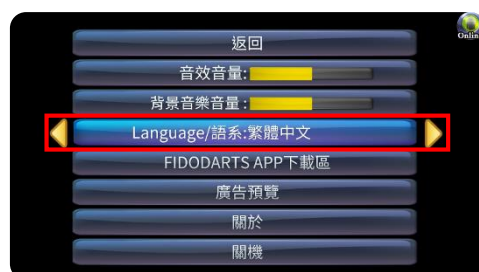 Online
返回
音效音量:
背景音樂音量:
Language/語系:繁體中文
FIDODARTS APP下載區
廣告預覽
關於
關機